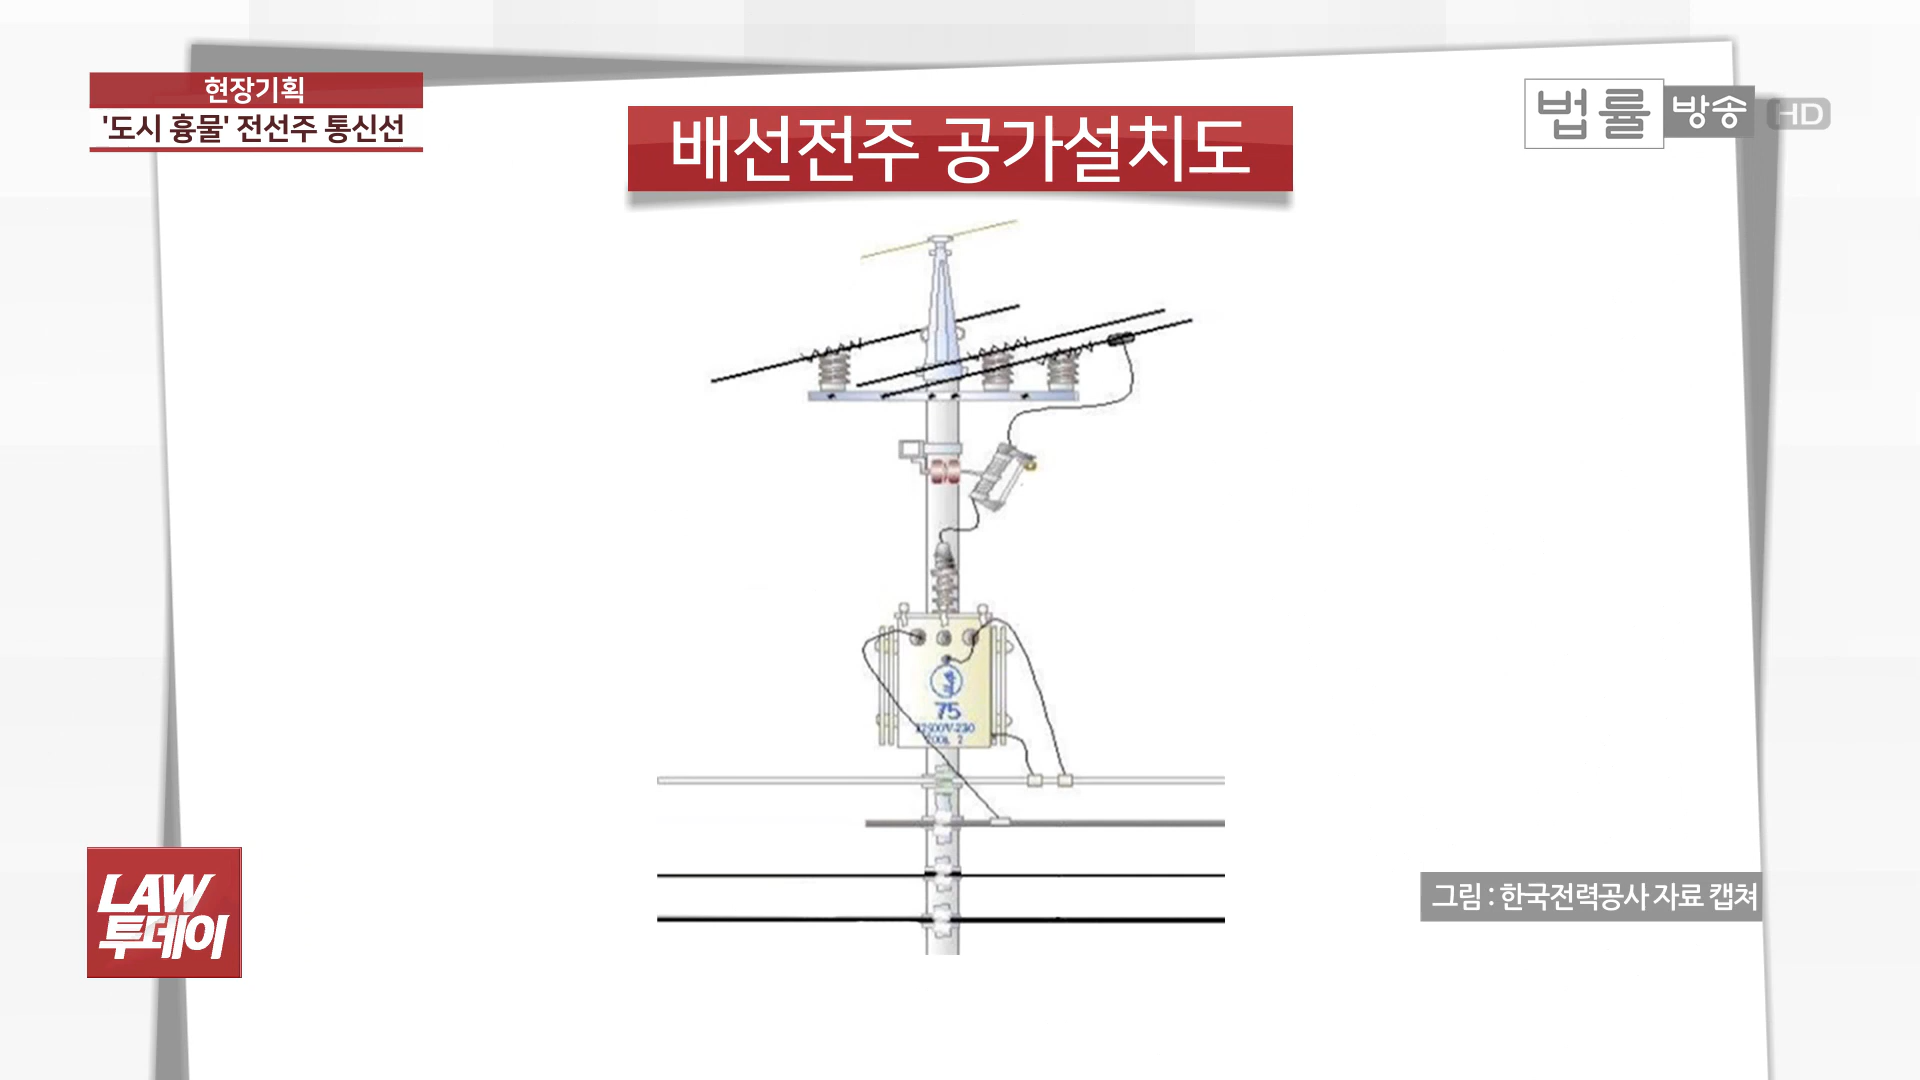 현장기획
'도시 흉물' 전선주 통신선
배선전주 공가설치도
법률방송 HD
75
LAW
투데이
그림 : 한국전력공사 자료 캡쳐